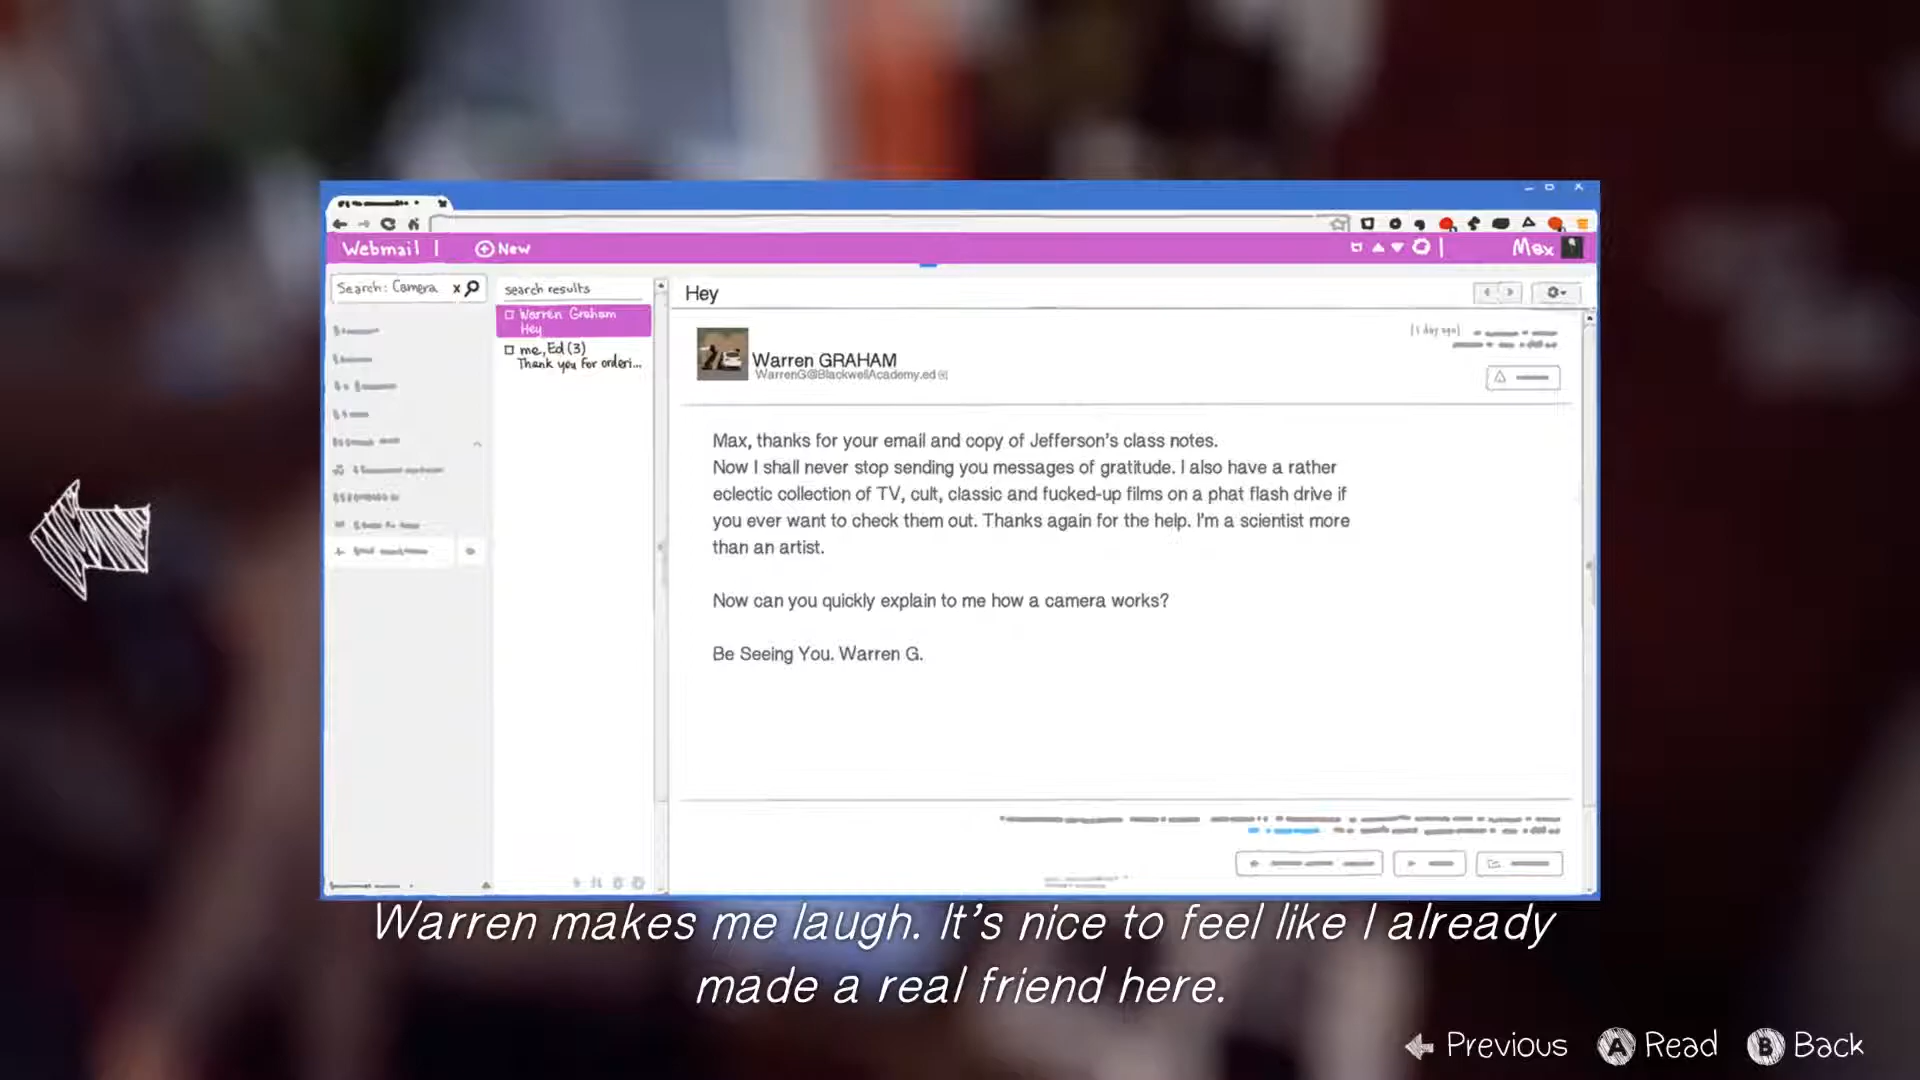 Webmail | New
Max
Search: Camera x
search results
Warren Graham
Hey
me, Ed (3)
Thank you For orderi...
Hey
(1 day ago)
Warren GRAHAM
WarrenG@BlackwellAcademy.ed
Max, thanks for your email and copy of Jefferson's class notes.
Now I shall never stop sending you messages of gratitude. I also have a rather
eclectic collection of TV, cult, classic and fucked-up films on a phat flash drive if
you ever want to check them out. Thanks again for the help. I'm a scientist more
than an artist.
Now can you quickly explain to me how a camera works?
Be Seeing You. Warren G.
Warren makes me laugh. It's nice to feel like I already
made a real friend here.
Previous A Read B Back